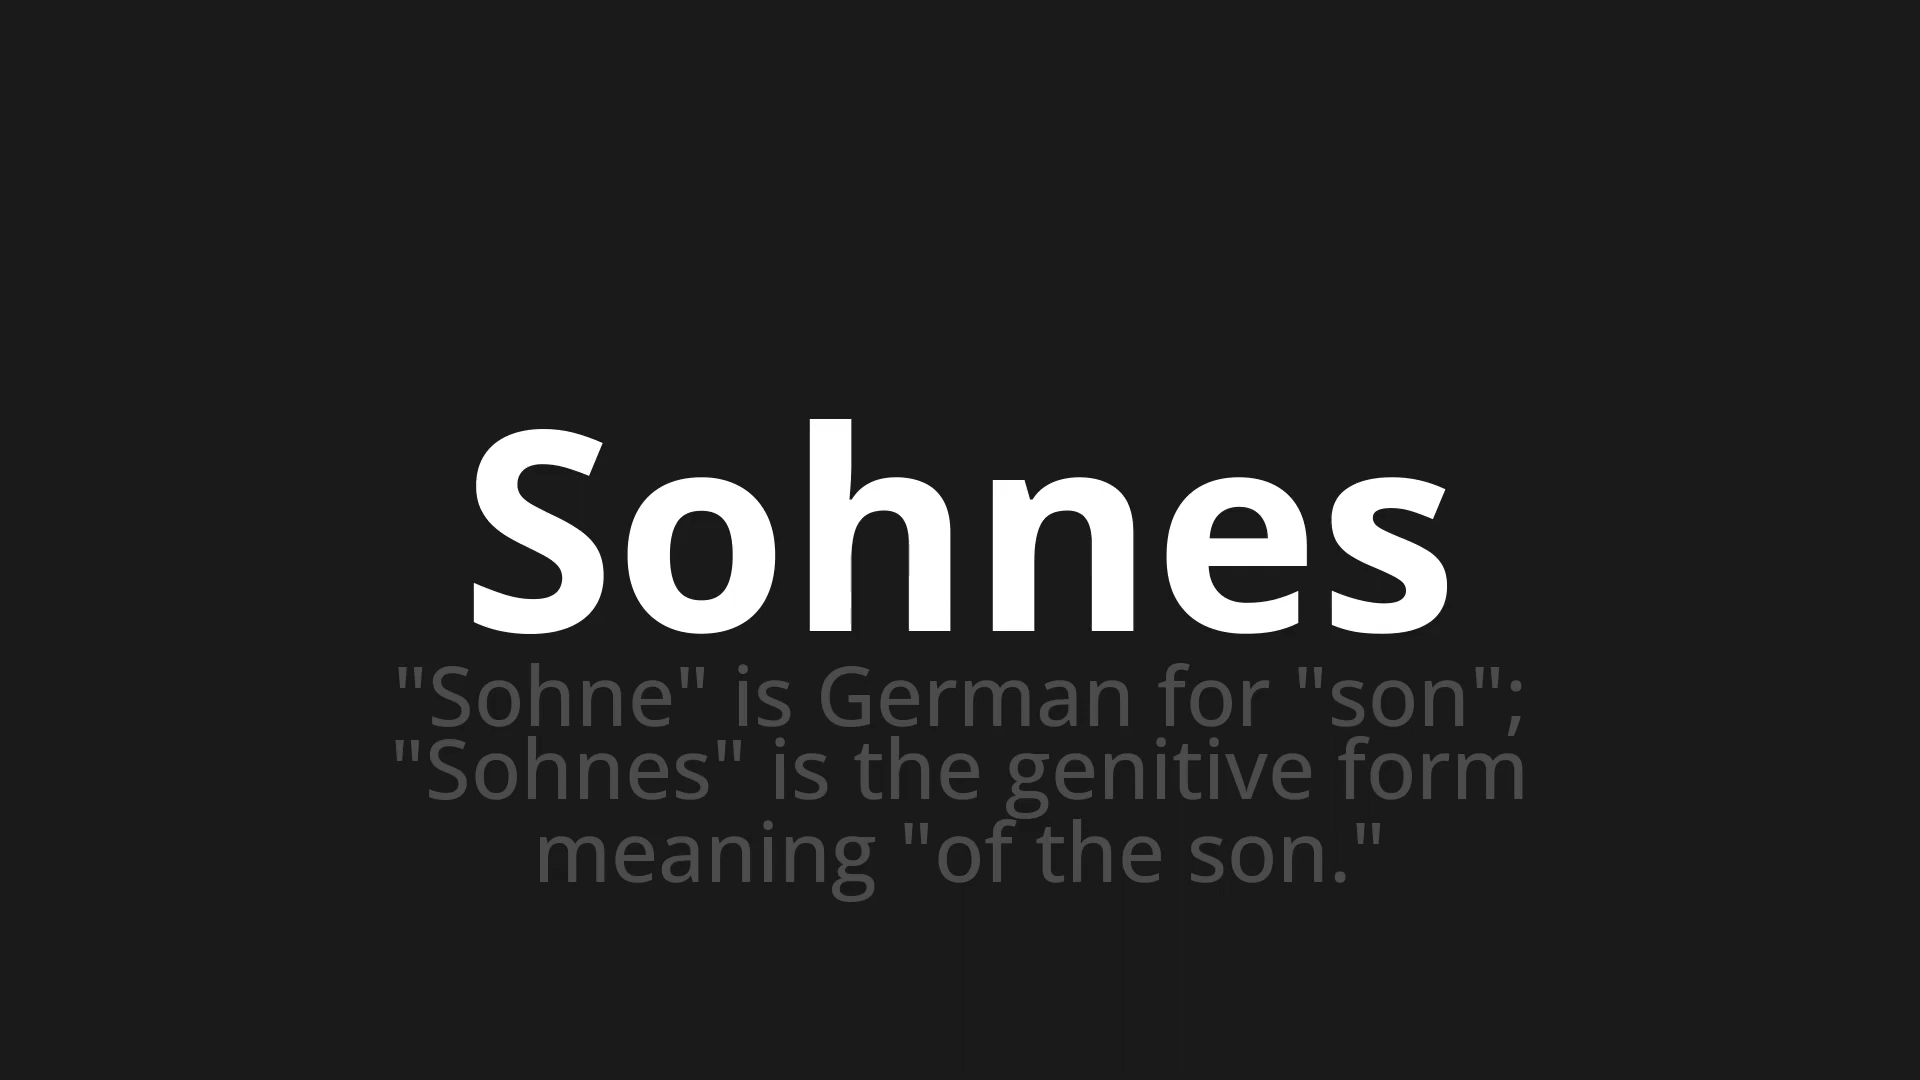 Sohnes
"Sohne" is German for "son";
"Sohnes" is the genitive form
meaning "of the son."